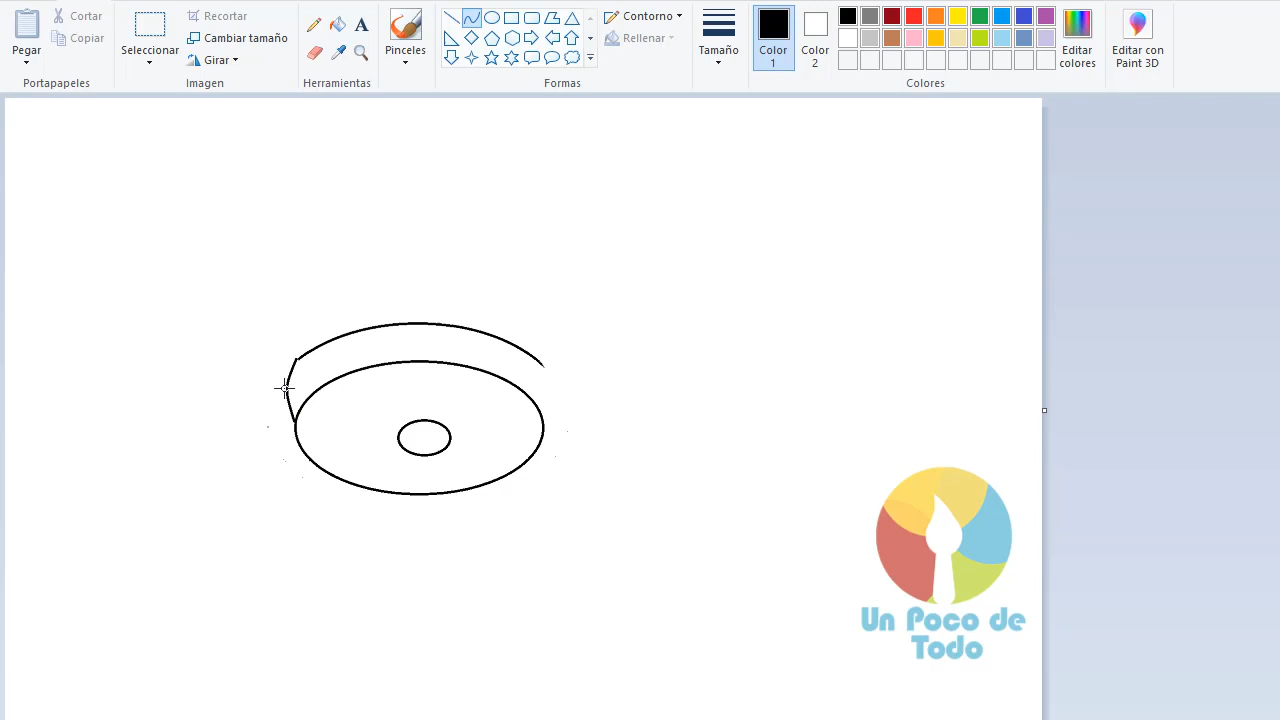 Pegar
Cortar
Copiar
Portapapeles
Seleccionar
Recortar
Cambiar tamaño
Girar
Imagen
A
Herramientas
Pinceles
Contorno
Rellenar
Formas
Tamaño
Color
1
Color
2
Editar
colores
Editar con
Paint 3D
Colores
Un Poco de
Todo